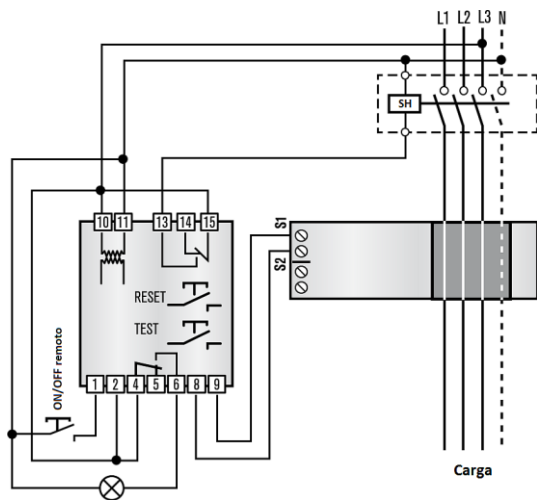 L1 L2 L3 N
SH
10 11 13 14 15
S1
S2
RESET
TEST
ON/OFF remoto
1 2 4 5 6 8 9
Carga